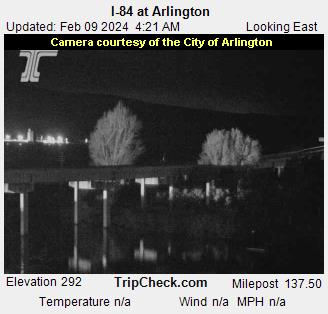 I-84 at Arlington
Updated: Feb 09 2024 4:21 AM Looking East
Camera courtesy of the City of Arlington
Elevation 292 TripCheck.com Milepost 137.50
Temperature n/a Wind n/a MPH n/a